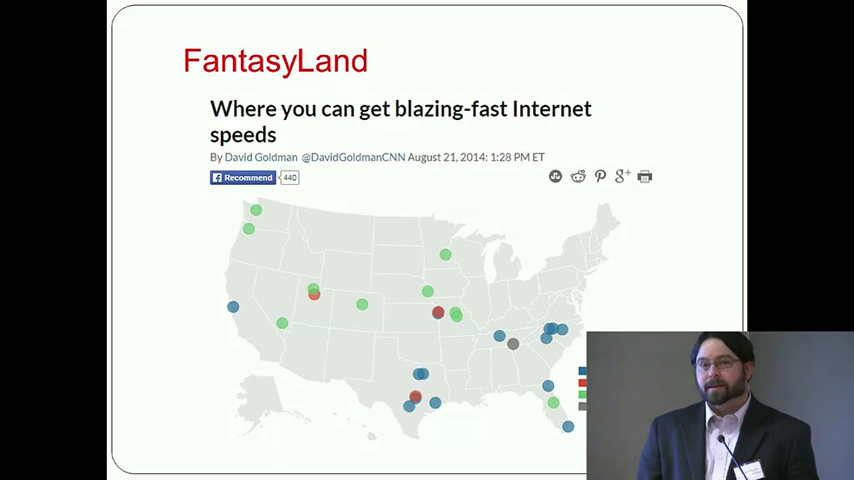 FantasyLand
Where you can get blazing-fast Internet
speeds
By David Goldman @DavidGoldmanCNN August 21, 2014: 1:28 PM ET
Recommend 440